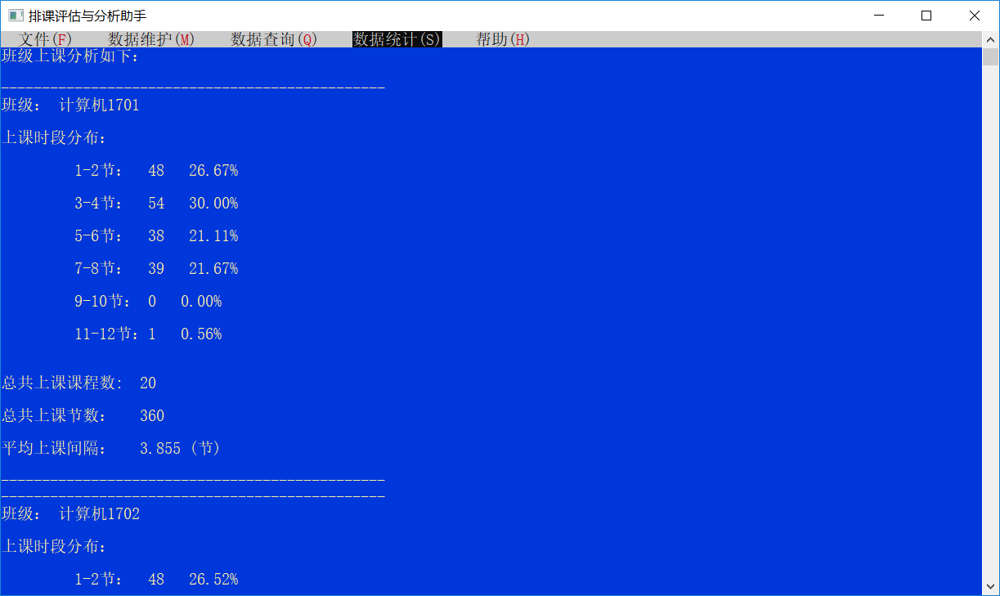 排课评估与分析助手
文件(F) 数据维护(M) 数据查询(Q) 数据统计(S) 帮助(H)
班级上课分析如下:
_______________________________________________
班级: 计算机1701
上课时段分布:
1-2节: 48 26.67%
3-4节: 54 30.00%
5-6节: 38 21.11%
7-8节: 39 21.67%
9-10节: 0 0.00%
11-12节: 1 0.56%
总共上课课程数: 20
总共上课节数: 360
平均上课间隔: 3.855 (节)
_______________________________________________
_______________________________________________
班级: 计算机1702
上课时段分布:
1-2节: 48 26.52%